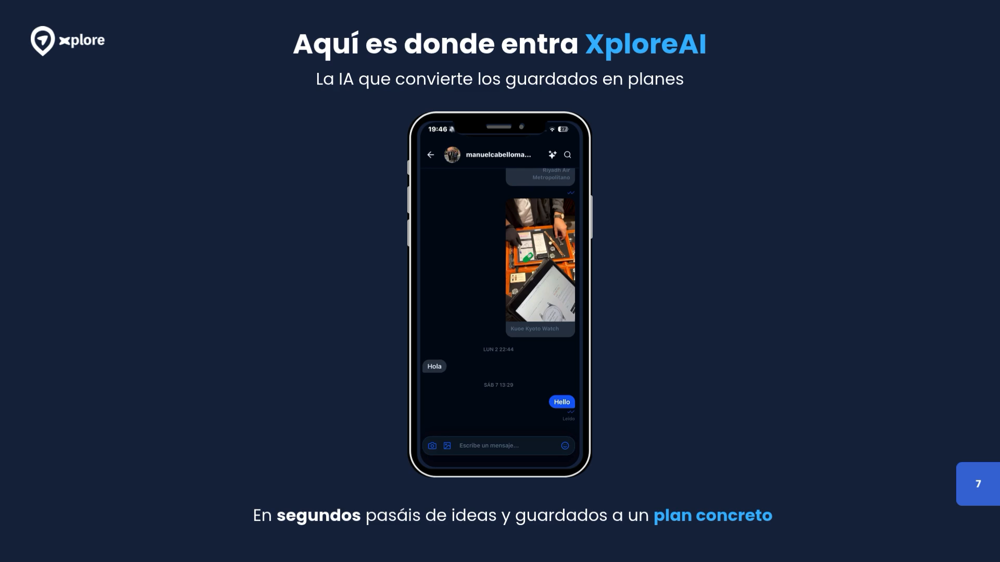 xplore
Aquí es donde entra XploreAI
La IA que convierte los guardados en planes
19:46
27
manuelcabelloma...
Riyadh Air
Metropolitano
Kuoe Kyoto Watch
LUN 2 22:44
Hola
SÁB 7 13:29
Hello
Leído
Escribe un mensaje...
7
En segundos pasáis de ideas y guardados a un plan concreto